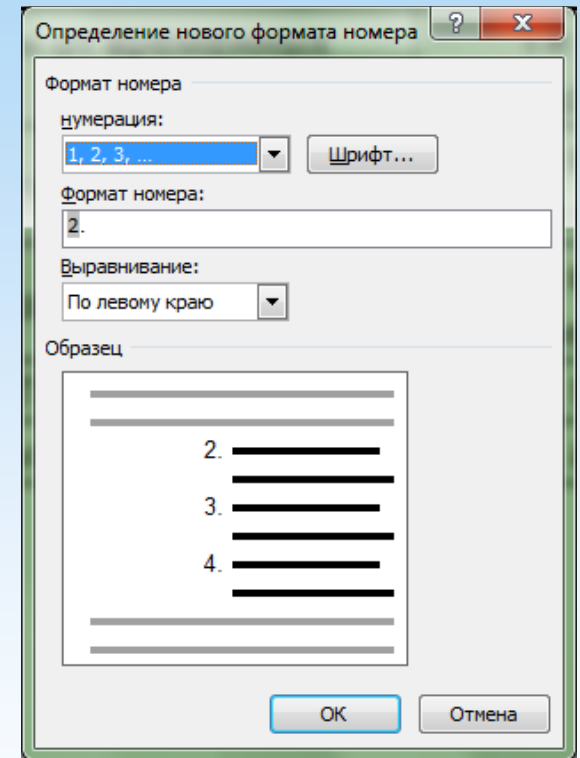 Определение нового формата номера
Формат номера
нумерация:
1, 2, 3, ...
Шрифт...
Формат номера:
2.
Выравнивание:
По левому краю
Образец
2.
3.
4.
ОК
Отмена